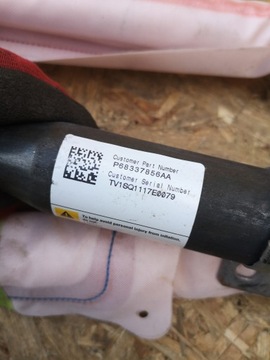 Customer Part Number
P68337856AA
Customer Serial Number
TV1SQ1117E0079
To help avoid personal injury from inflation,